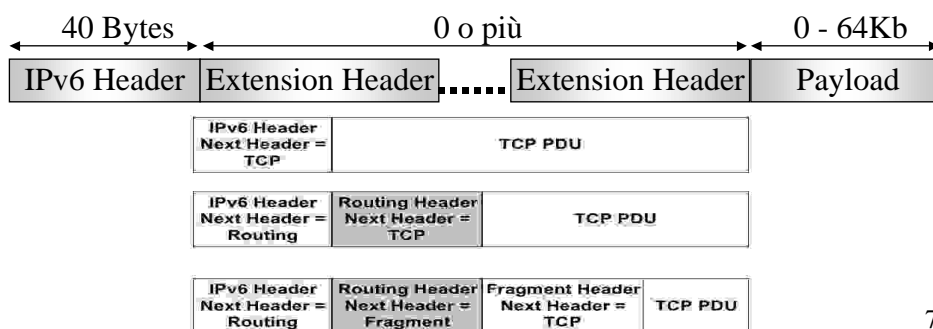 40 Bytes 0 o più 0 - 64Kb
IPv6 Header Extension Header Extension Header Payload
IPv6 Header
Next Header =
TCP
TCP PDU
IPv6 Header
Next Header =
Routing
Routing Header
Next Header =
TCP
TCP PDU
IPv6 Header
Next Header =
Routing
Routing Header
Next Header =
Fragment
Fragment Header
Next Header =
TCP
TCP PDU
7